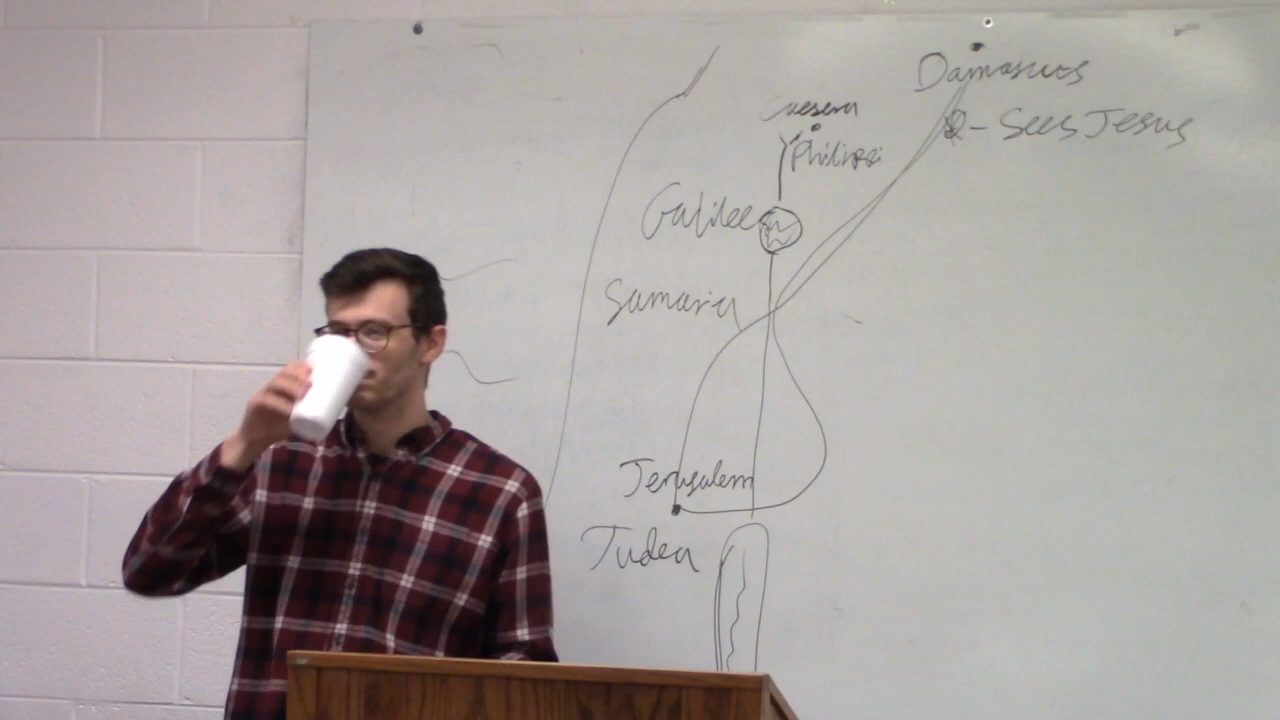 Damascus
- Sees Jesus
Philippi
Galilee
Samaria
Jerusalem
Judea